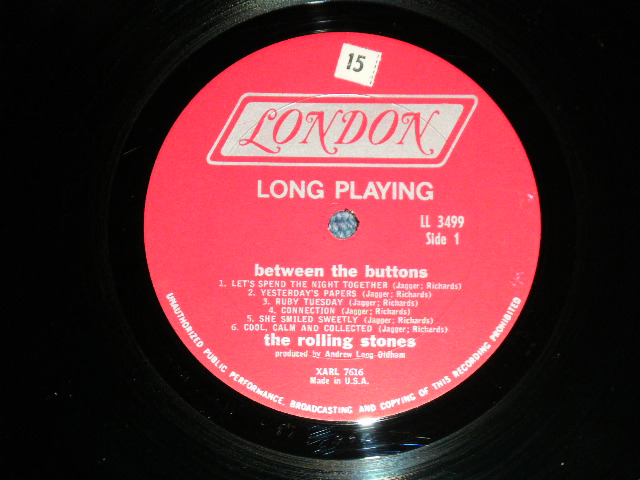 15
LONDON
LONG PLAYING
LL 3499
Side 1
between the buttons
1. LET'S SPEND THE NIGHT TOGETHER (Jagger; Richards)
2. YESTERDAY'S PAPERS (Jagger; Richards)
3. RUBY TUESDAY (Jagger; Richards)
4. CONNECTION (Jagger; Richards)
5. SHE SMILED SWEETLY (Jagger; Richards)
6. COOL, CALM AND COLLECTED (Jagger; Richards)
the rolling stones
produced by Andrew Loog Oldham
XARL 7616
Made in U.S.A.
UNAUTHORIZED PUBLIC PERFORMANCE, BROADCASTING AND COPYING OF THIS RECORDING PROHIBITED